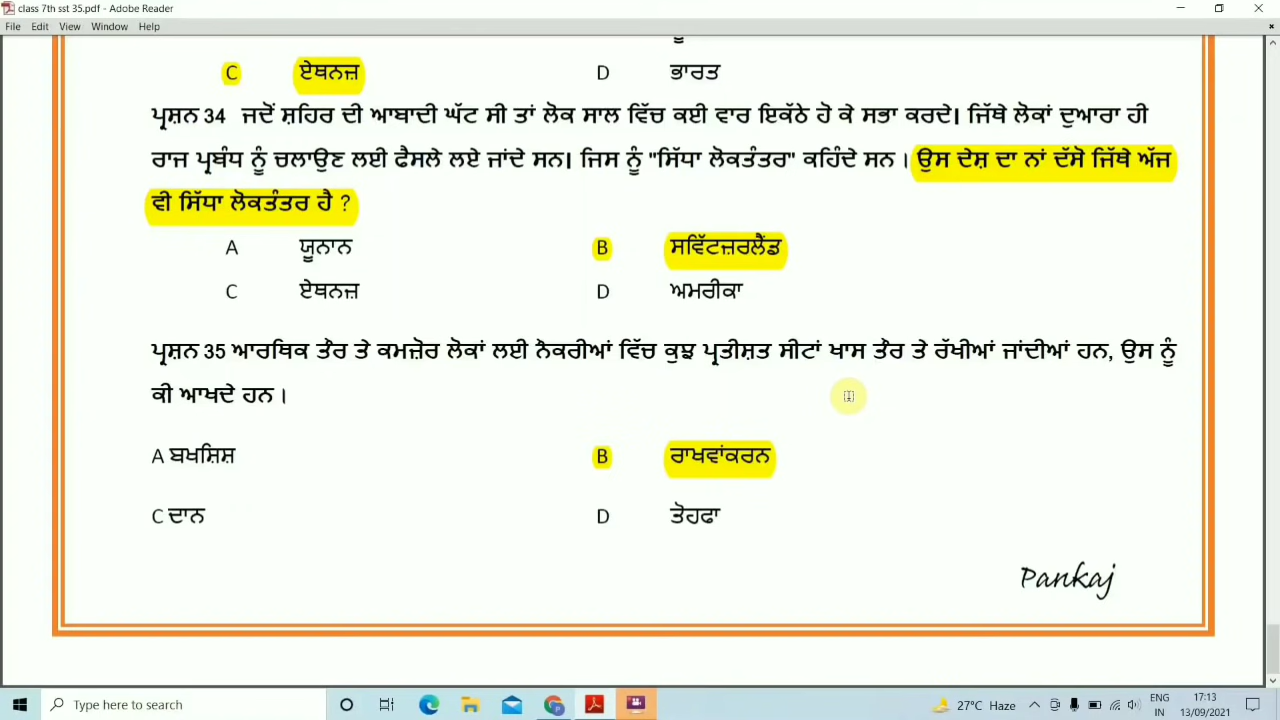 class 7th sst 35.pdf - Adobe Reader
File Edit View Window Help
C ਏਥਨਜ਼ D ਭਾਰਤ
ਪ੍ਰਸ਼ਨ 34 ਜਦੋਂ ਸ਼ਹਿਰ ਦੀ ਆਬਾਦੀ ਘੱਟ ਸੀ ਤਾਂ ਲੋਕ ਸਾਲ ਵਿੱਚ ਕਈ ਵਾਰ ਇਕੱਠੇ ਹੋ ਕੇ ਸਭਾ ਕਰਦੇ। ਜਿੱਥੇ ਲੋਕਾਂ ਦੁਆਰਾ ਹੀ
ਰਾਜ ਪ੍ਰਬੰਧ ਨੂੰ ਚਲਾਉਣ ਲਈ ਫੈਸਲੇ ਲਏ ਜਾਂਦੇ ਸਨ। ਜਿਸ ਨੂੰ "ਸਿੱਧਾ ਲੋਕਤੰਤਰ" ਕਹਿੰਦੇ ਸਨ । ਉਸ ਦੇਸ਼ ਦਾ ਨਾਂ ਦੱਸੋ ਜਿੱਥੇ ਅੱਜ
ਵੀ ਸਿੱਧਾ ਲੋਕਤੰਤਰ ਹੈ ?
A ਯੂਨਾਨ B ਸਵਿੱਟਜ਼ਰਲੈਂਡ
C ਏਥਨਜ਼ D ਅਮਰੀਕਾ
ਪ੍ਰਸ਼ਨ 35 ਆਰਥਿਕ ਤੌਰ ਤੇ ਕਮਜ਼ੋਰ ਲੋਕਾਂ ਲਈ ਨੌਕਰੀਆਂ ਵਿੱਚ ਕੁਝ ਪ੍ਰਤੀਸ਼ਤ ਸੀਟਾਂ ਖਾਸ ਤੌਰ ਤੇ ਰੱਖੀਆਂ ਜਾਂਦੀਆਂ ਹਨ, ਉਸ ਨੂੰ
ਕੀ ਆਖਦੇ ਹਨ ।
A ਬਖਸ਼ਿਸ਼ B ਰਾਖਵਾਂਕਰਨ
C ਦਾਨ D ਤੋਹਫਾ
Pankaj
Type here to search 27°C Haze ENG 17:13
IN 13/09/2021